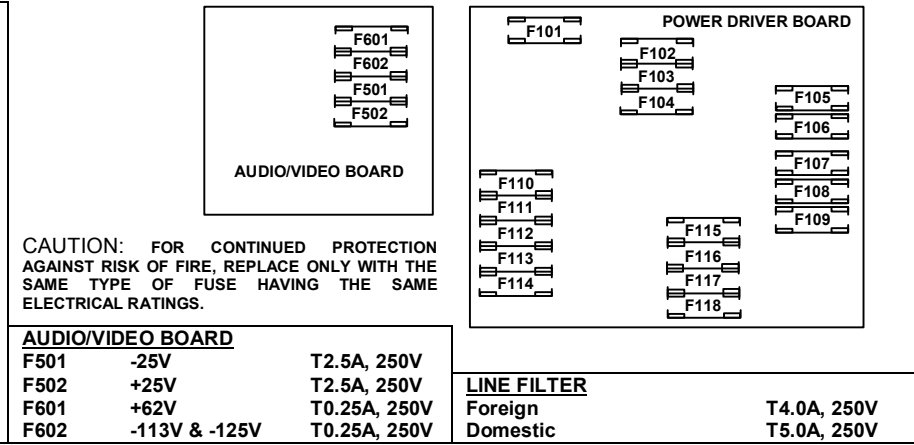 F601
F602
F501
F502
AUDIO/VIDEO BOARD
POWER DRIVER BOARD
F101
F102
F103
F104
F105
F106
F107
F108
F109
F110
F111
F112
F113
F114
F115
F116
F117
F118
CAUTION: FOR CONTINUED PROTECTION
AGAINST RISK OF FIRE, REPLACE ONLY WITH THE
SAME TYPE OF FUSE HAVING THE SAME
ELECTRICAL RATINGS.
AUDIO/VIDEO BOARD
F501 -25V T2.5A, 250V
F502 +25V T2.5A, 250V
F601 +62V T0.25A, 250V
F602 -113V & -125V T0.25A, 250V
LINE FILTER
Foreign T4.0A, 250V
Domestic T5.0A, 250V